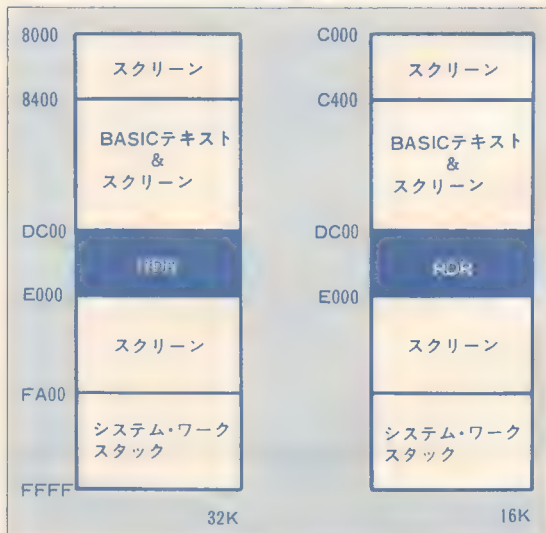 8000
スクリーン
8400
BASICテキスト
&
スクリーン
DC00
E000
スクリーン
FA00
システム・ワーク
スタック
FFFF
32K
C000
スクリーン
C400
BASICテキスト
&
スクリーン
DC00
RDR
E000
スクリーン
システム・ワーク
スタック
16K